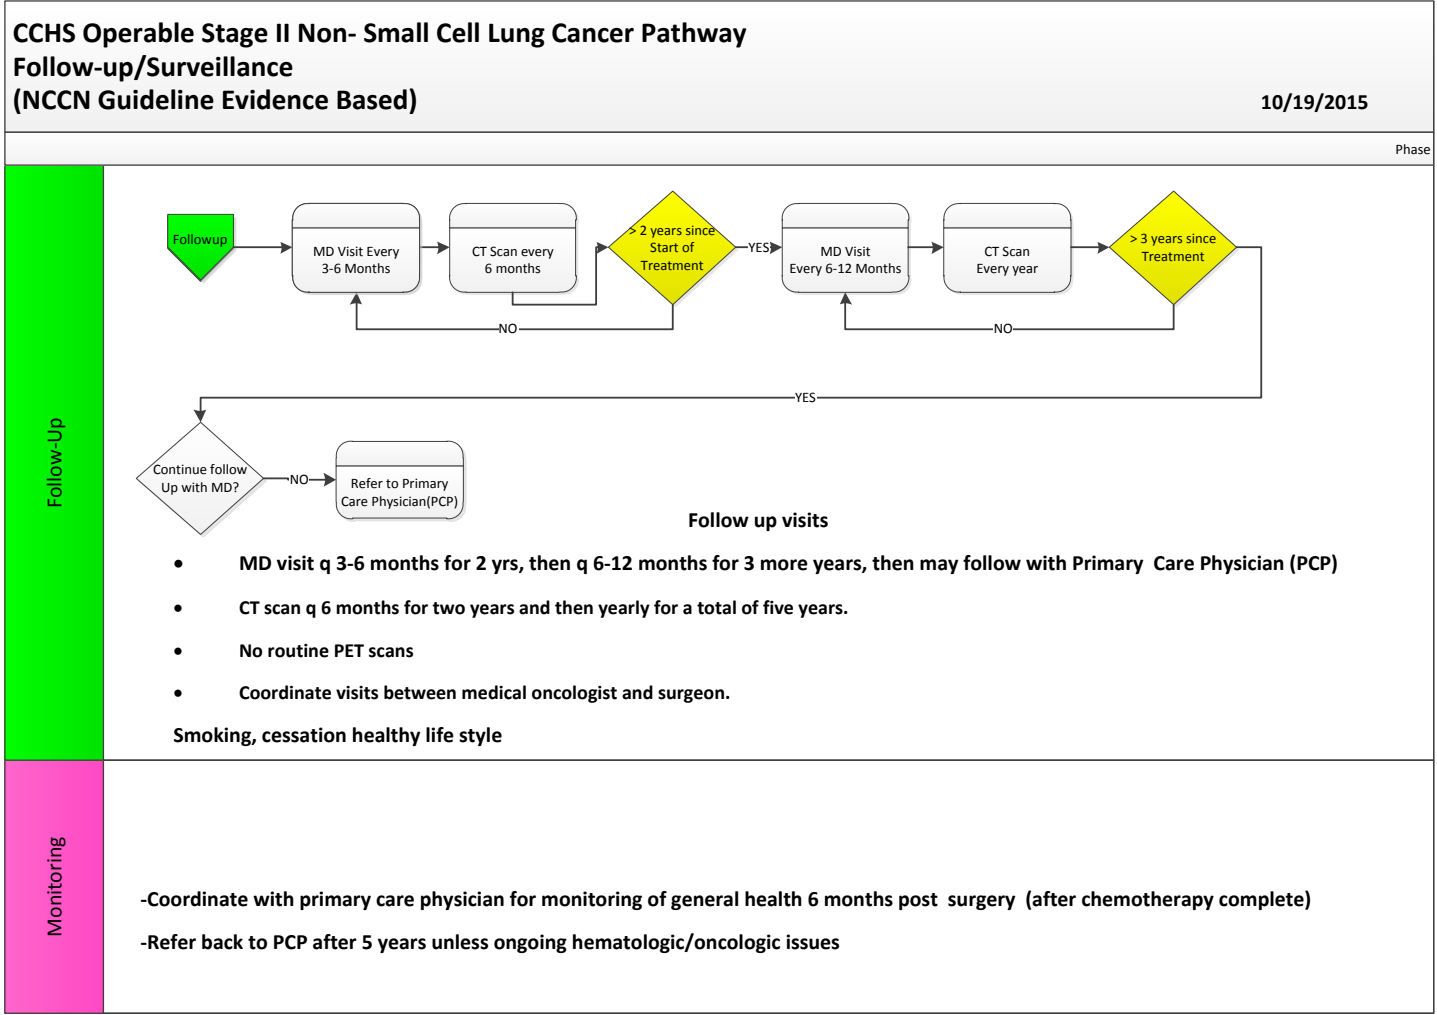 CCHS Operable Stage II Non- Small Cell Lung Cancer Pathway
Follow-up/Surveillance
(NCCN Guideline Evidence Based)
10/19/2015
Phase
Follow-Up
Followup
MD Visit Every
3-6 Months
CT Scan every
6 months
> 2 years since
Start of
Treatment
YES
MD Visit
Every 6-12 Months
CT Scan
Every year
> 3 years since
Treatment
NO
NO
YES
Continue follow
Up with MD?
NO
Refer to Primary
Care Physician(PCP)
Follow up visits
• MD visit q 3-6 months for 2 yrs, then q 6-12 months for 3 more years, then may follow with Primary Care Physician (PCP)
• CT scan q 6 months for two years and then yearly for a total of five years.
• No routine PET scans
• Coordinate visits between medical oncologist and surgeon.
Smoking, cessation healthy life style
Monitoring
-Coordinate with primary care physician for monitoring of general health 6 months post surgery (after chemotherapy complete)
-Refer back to PCP after 5 years unless ongoing hematologic/oncologic issues